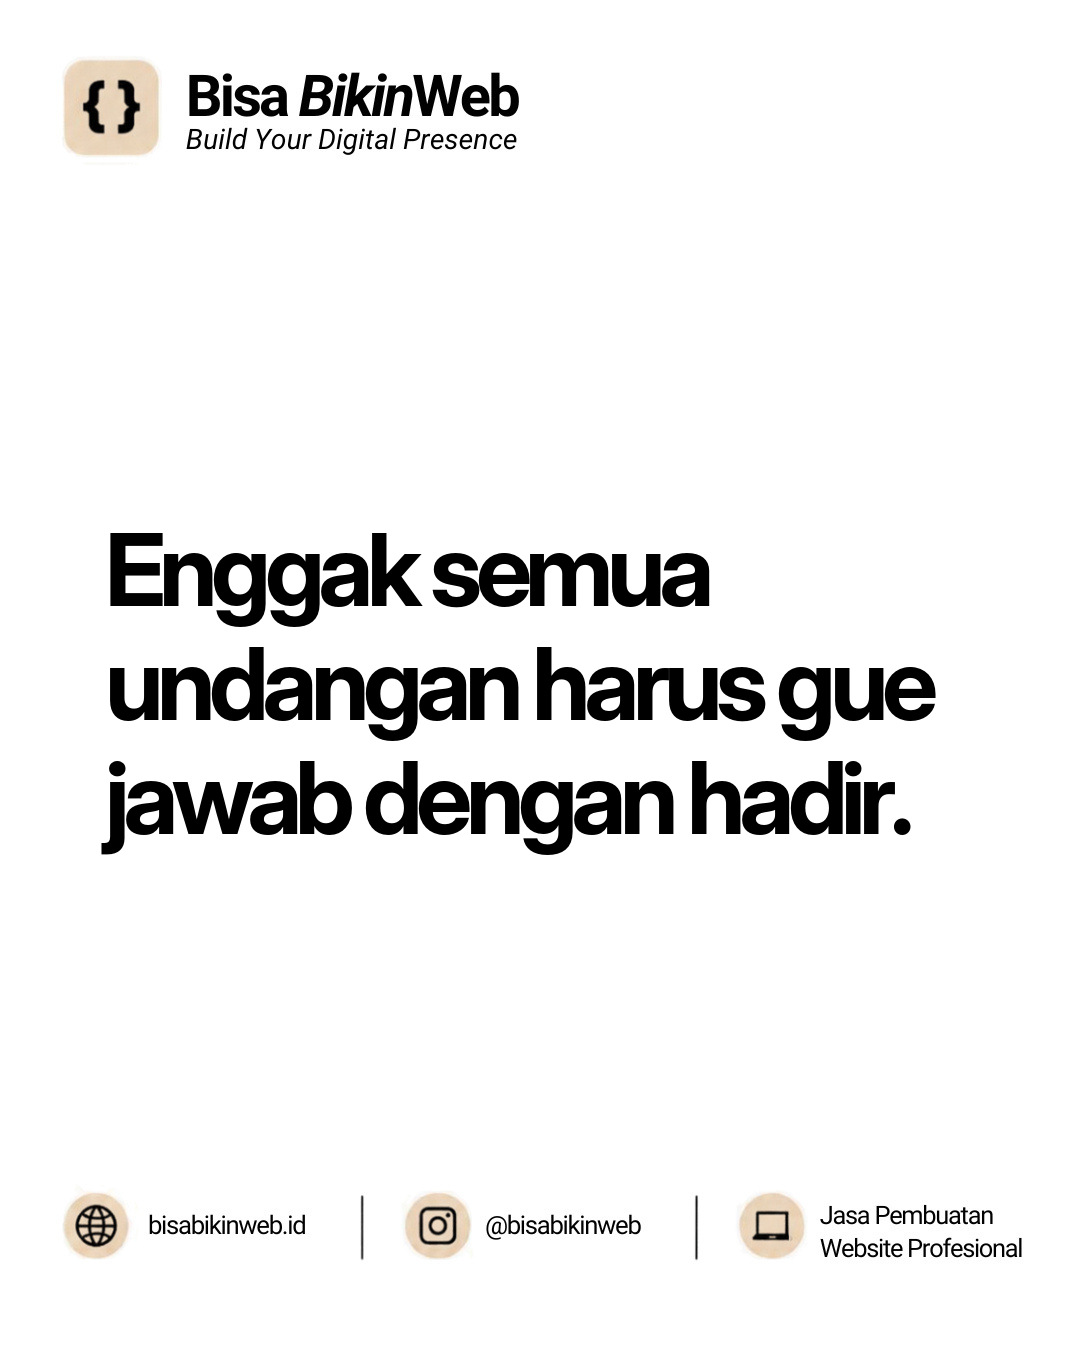 { }
Bisa BikinWeb
Build Your Digital Presence
Enggak semua
undangan harus gue
jawab dengan hadir.
bisabikinweb.id
@bisabikinweb
Jasa Pembuatan
Website Profesional